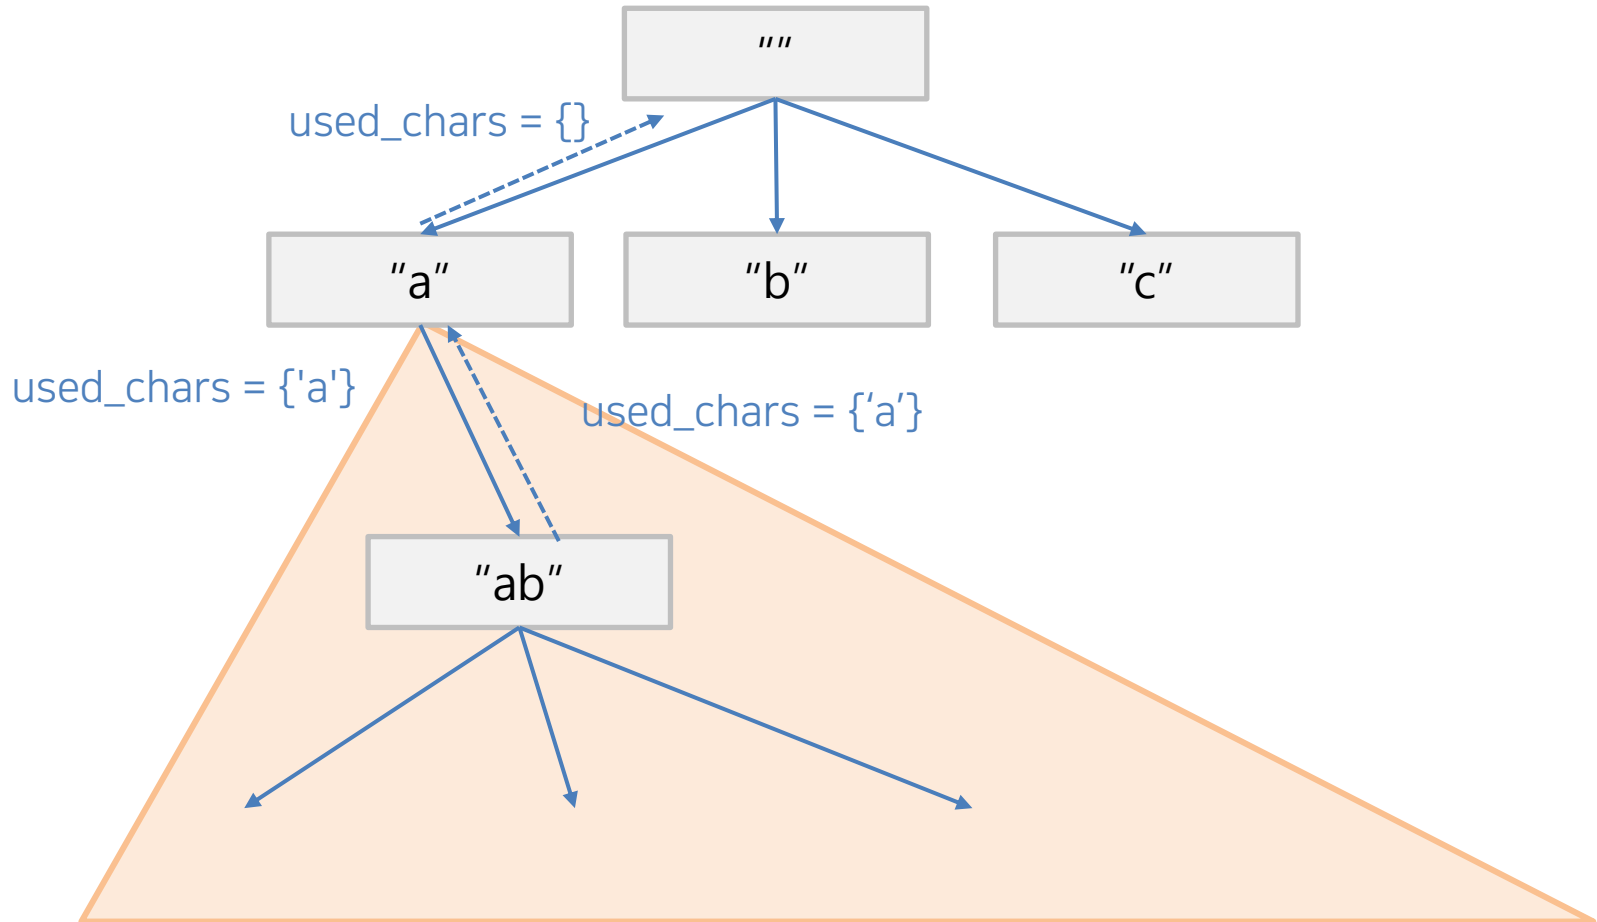 “”
used_chars = {}
“a”
“b”
“c”
used_chars = {'a'}
used_chars = {‘a’}
“ab”